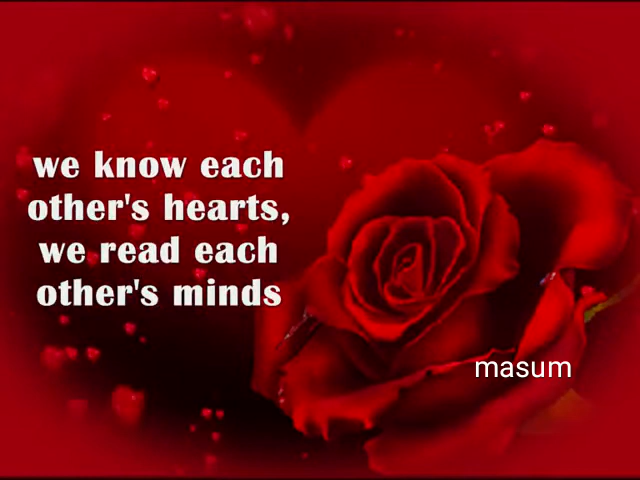 we know each
other's hearts,
we read each
other's minds
masum